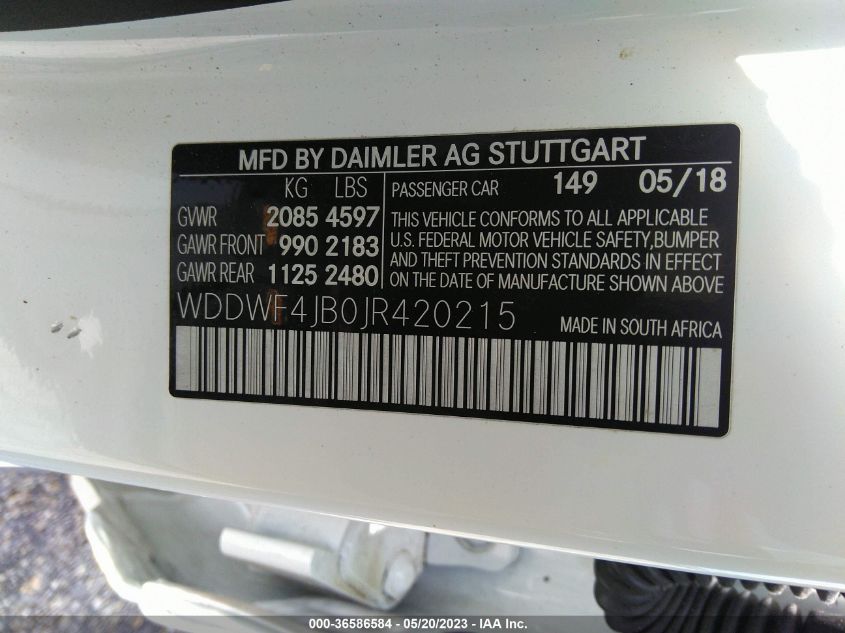 MFD BY DAIMLER AG STUTTGART
KG LBS
GVWR 2085 4597
GAWR FRONT 990 2183
GAWR REAR 1125 2480
PASSENGER CAR 149 05/18
THIS VEHICLE CONFORMS TO ALL APPLICABLE
U.S. FEDERAL MOTOR VEHICLE SAFETY,BUMPER
AND THEFT PREVENTION STANDARDS IN EFFECT
ON THE DATE OF MANUFACTURE SHOWN ABOVE
WDDWF4JB0JR420215 MADE IN SOUTH AFRICA
000-36586584 - 05/20/2023 - IAA Inc.